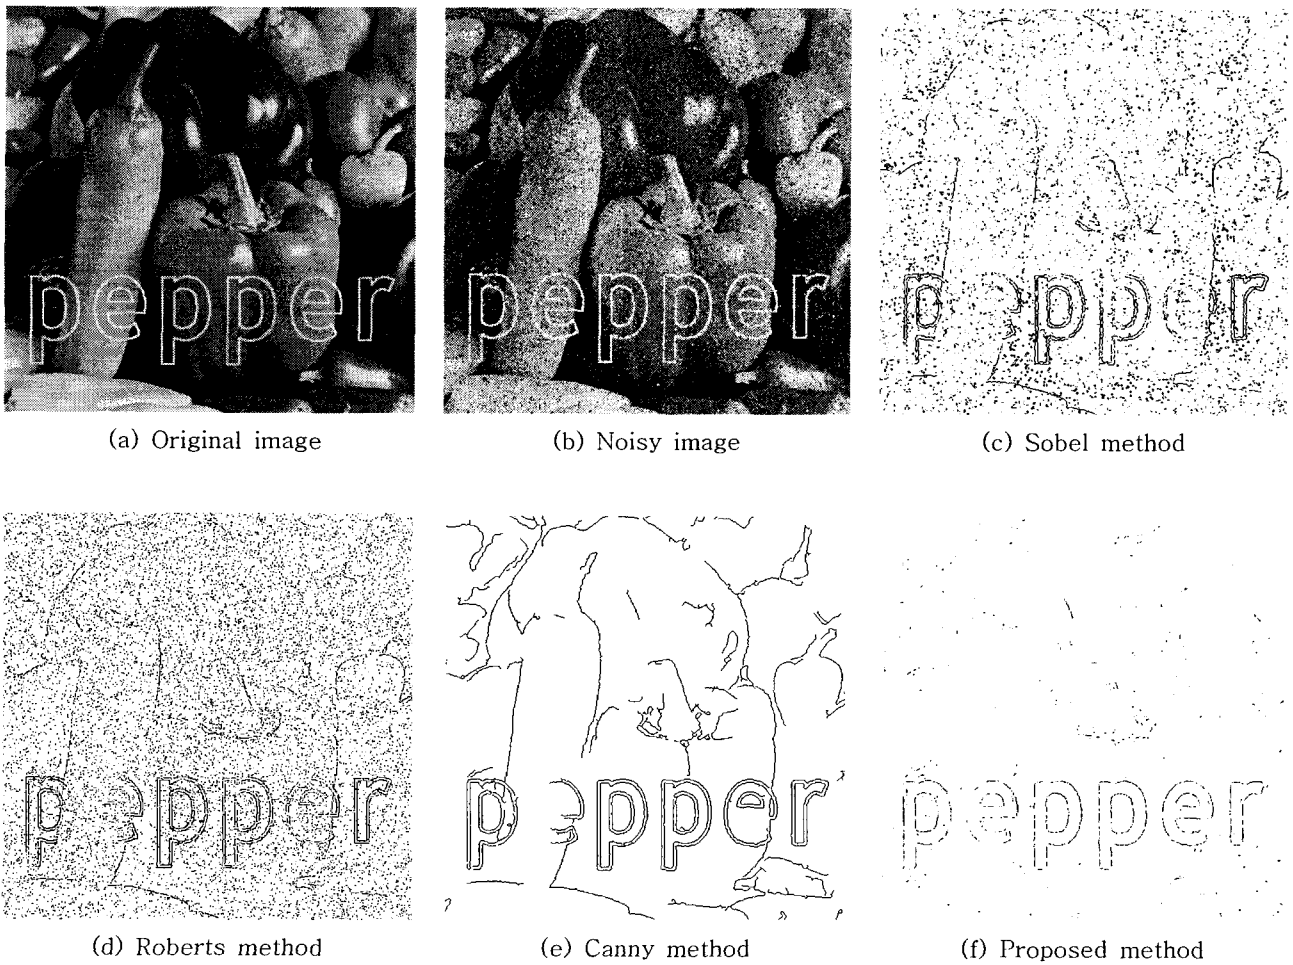 pepper
pepper
pepper
(a) Original image
(b) Noisy image
(c) Sobel method
pepper
pepper
pepper
(d) Roberts method
(e) Canny method
(f) Proposed method